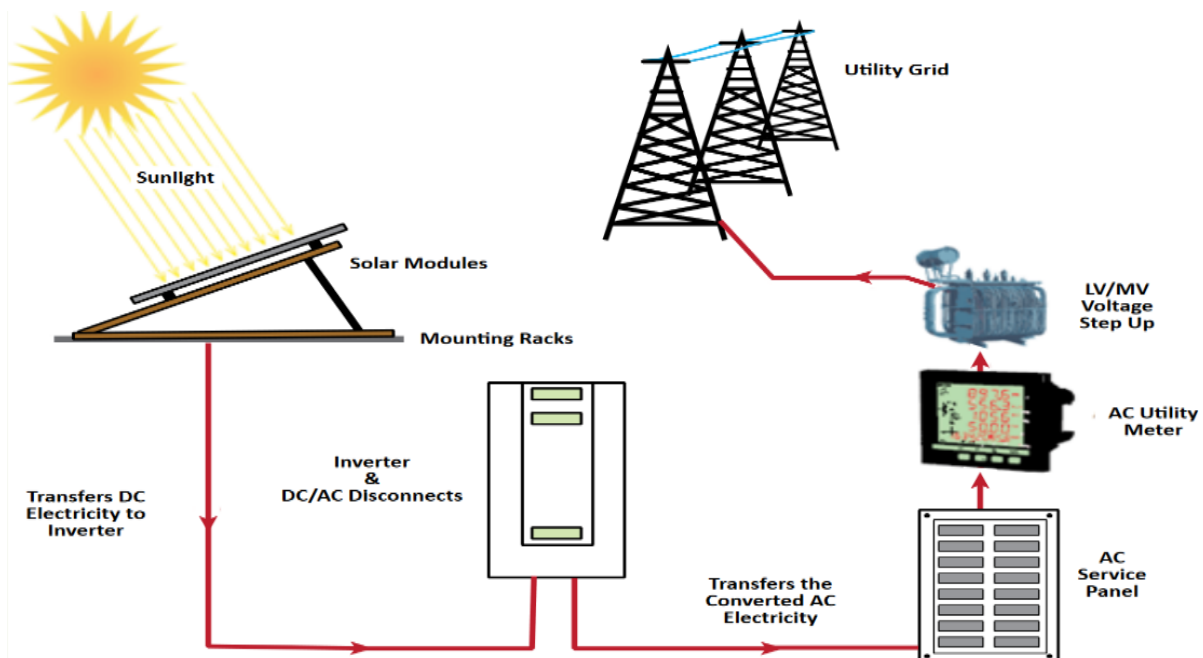 Sunlight
Utility Grid
Solar Modules
Mounting Racks
LV/MV
Voltage
Step Up
AC Utility
Meter
Inverter
&
DC/AC Disconnects
Transfers DC
Electricity to
Inverter
Transfers the
Converted AC
Electricity
AC
Service
Panel